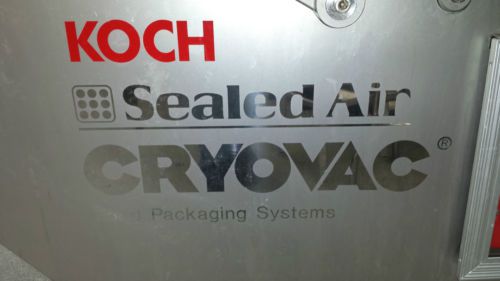 KOCH
Sealed Air
CRYOVAC®
Packaging Systems